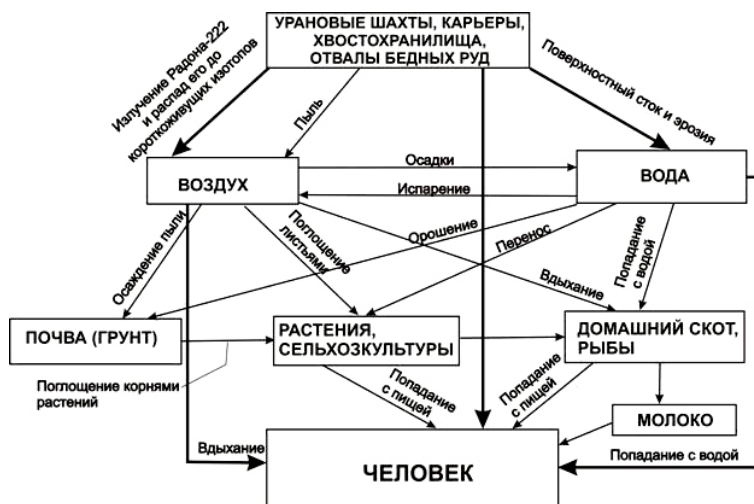 УРАНОВЫЕ ШАХТЫ, КАРЬЕРЫ,
ХВОСТОХРАНИЛИЩА,
ОТВАЛЫ БЕДНЫХ РУД
Излучение Радона-222
и распад его до
короткоживущих изотопов
Пыль
Поверхностный сток и эрозия
ВОЗДУХ
Осадки
Испарение
ВОДА
Осаждение пыли
Поглощение
листьями
Орошение
Перенос
Вдыхание
Попадание
с водой
ПОЧВА (ГРУНТ)
РАСТЕНИЯ,
СЕЛЬХОЗКУЛЬТУРЫ
ДОМАШНИЙ СКОТ,
РЫБЫ
Поглощение корнями
растений
Попадание
с пищей
Попадание
с пищей
МОЛОКО
Вдыхание
ЧЕЛОВЕК
Попадание с водой